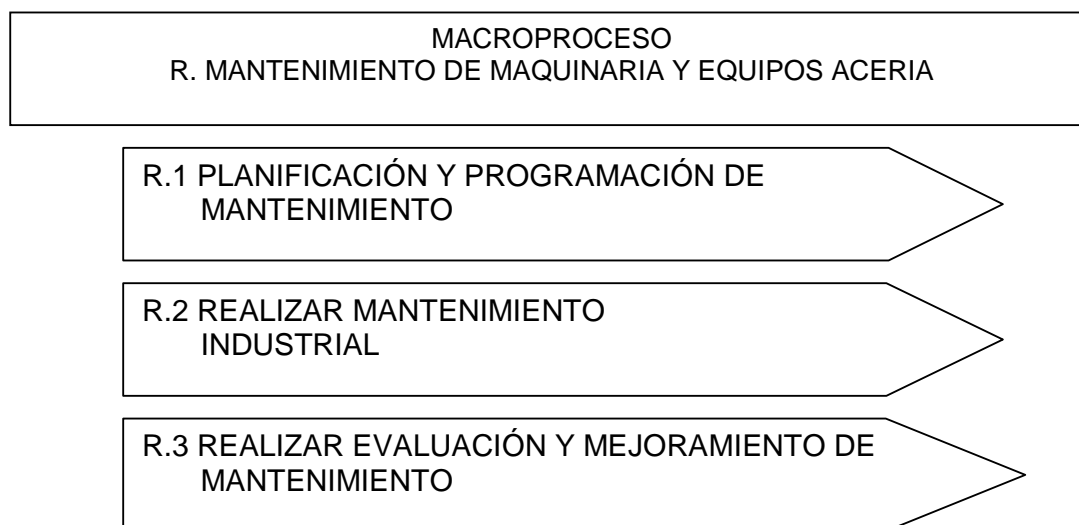 MACROPROCESO
R. MANTENIMIENTO DE MAQUINARIA Y EQUIPOS ACERIA
R.1 PLANIFICACIÓN Y PROGRAMACIÓN DE
MANTENIMIENTO
R.2 REALIZAR MANTENIMIENTO
INDUSTRIAL
R.3 REALIZAR EVALUACIÓN Y MEJORAMIENTO DE
MANTENIMIENTO